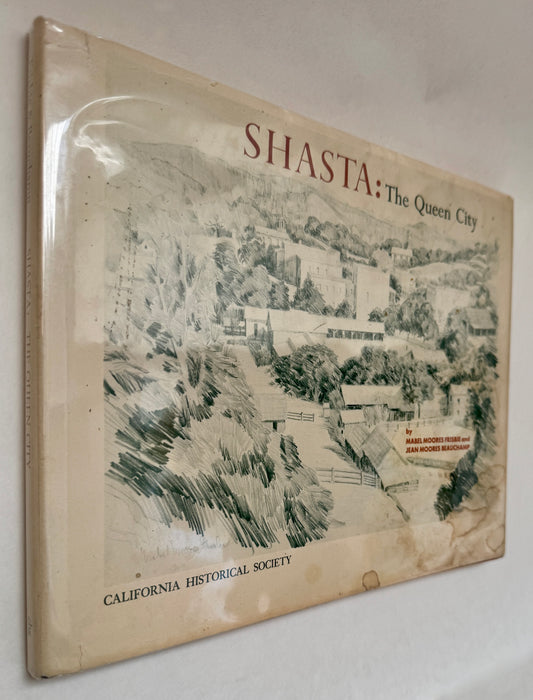 SHASTA: The Queen City
by
MABEL MOORES FRISBIE and
JEAN MOORES BEAUCHAMP
CALIFORNIA HISTORICAL SOCIETY
SHASTA: THE QUEEN CITY